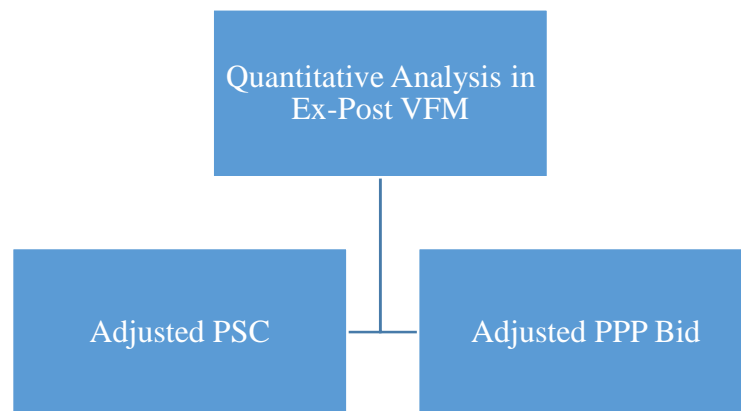 Quantitative Analysis in
Ex-Post VFM
Adjusted PSC
Adjusted PPP Bid